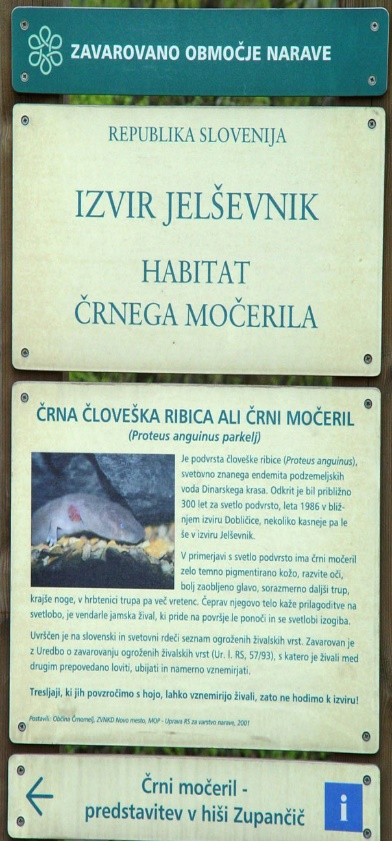 ZAVAROVANO OBMOČJE NARAVE
REPUBLIKA SLOVENIJA
IZVIR JELŠEVNIK
HABITAT
ČRNEGA MOČERILA
ČRNA ČLOVEŠKA RIBICA ALI ČRNI MOČERIL
(Proteus anguinus parkelj)
Je podvrsta človeške ribice (Proteus anguinus),
svetovno znanega endemita podzemeljskih
voda Dinarskega krasa. Odkrit je bil približno
300 let za svetlo podvrsto, leta 1986 v bliž-
njem izviru Dobličice, nekoliko kasneje pa le
še v izviru Jelševnik.
V primerjavi s svetlo podvrsto ima črni močeril
zelo temno pigmentirano kožo, razvite oči,
bolj zaobljeno glavo, sorazmerno daljši trup,
krajše noge, v hrbtenici trupa pa več vretenc. Čeprav njegovo telo kaže prilagoditve na
svetlobo, je vendarle jamska žival, ki pride na površje le ponoči in se svetlobi izogiba.
Uvrščen je na slovenski in svetovni rdeči seznam ogroženih živalskih vrst. Zavarovan je
z Uredbo o zavarovanju ogroženih živalskih vrst (Ur. l. RS, 57/93), s katero je živali med
drugim prepovedano loviti, ubijati in namerno vznemirjati.
Tresljaji, ki jih povzročimo s hojo, lahko vznemirijo živali, zato ne hodimo k izviru!
Postavili: Občina Črnomelj, ZVNKD Novo mesto, MOP - Uprava RS za varstvo narave, 2001
Črni močeril -
predstavitev v hiši Zupančič
i